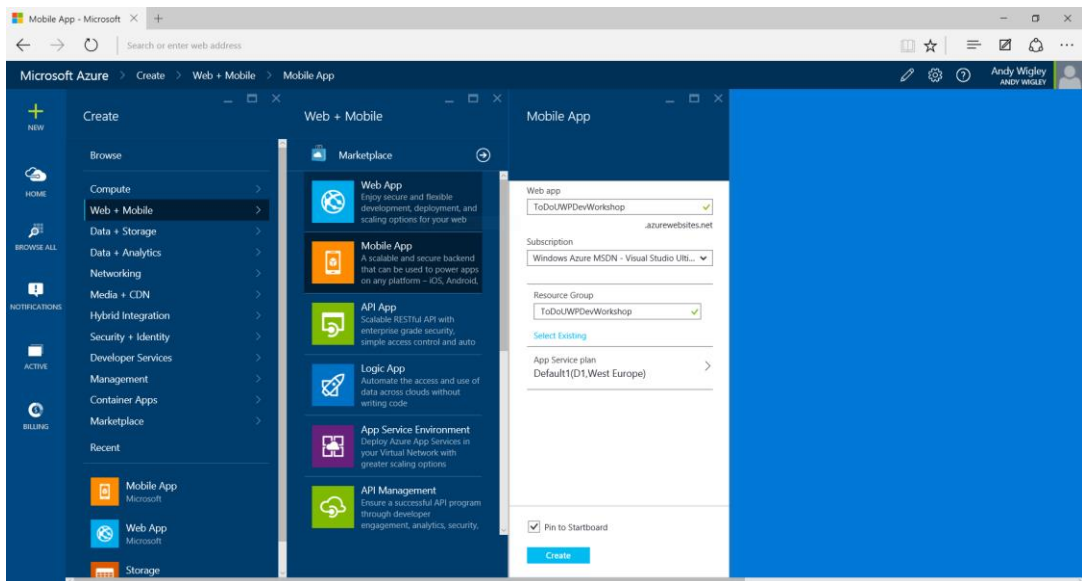 Mobile App - Microsoft
Search or enter web address
Microsoft Azure > Create > Web + Mobile > Mobile App
Andy Wigley
ANDY WIGLEY
NEW
HOME
BROWSE ALL
NOTIFICATIONS
ACTIVE
BILLING
Create
Browse
Compute
Web + Mobile
Data + Storage
Data + Analytics
Networking
Media + CDN
Hybrid Integration
Security + Identity
Developer Services
Management
Container Apps
Marketplace
Recent
Mobile App
Microsoft
Web App
Microsoft
Storage
Web + Mobile
Marketplace
Web App
Enjoy secure and flexible
development, deployment, and
scaling options for your web
Mobile App
A scalable and secure backend
that can be used to power apps
on any platform – iOS, Android,
API App
Scalable RESTful API with
enterprise grade security,
simple access control and auto
Logic App
Automate the access and use of
data across clouds without
writing code
App Service Environment
Deploy Azure App Services in
your Virtual Network with
greater scaling options
API Management
Ensure a successful API program
through developer
engagement, analytics, security,
Mobile App
Web app
ToDoUWPDevWorkshop
.azurewebsites.net
Subscription
Windows Azure MSDN - Visual Studio Ulti...
Resource Group
ToDoUWPDevWorkshop
Select Existing
App Service plan
Default1(D1,West Europe)
Pin to Startboard
Create